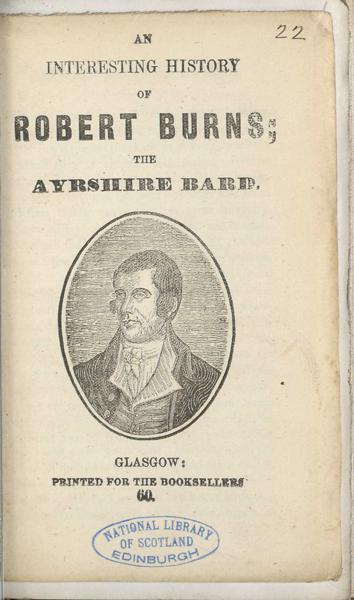 22
AN
INTERESTING HISTORY
OF
ROBERT BURNS;
THE
AYRSHIRE BARD.
GLASGOW:
PRINTED FOR THE BOOKSELLERS
60.
NATIONAL LIBRARY
OF SCOTLAND
EDINBURGH